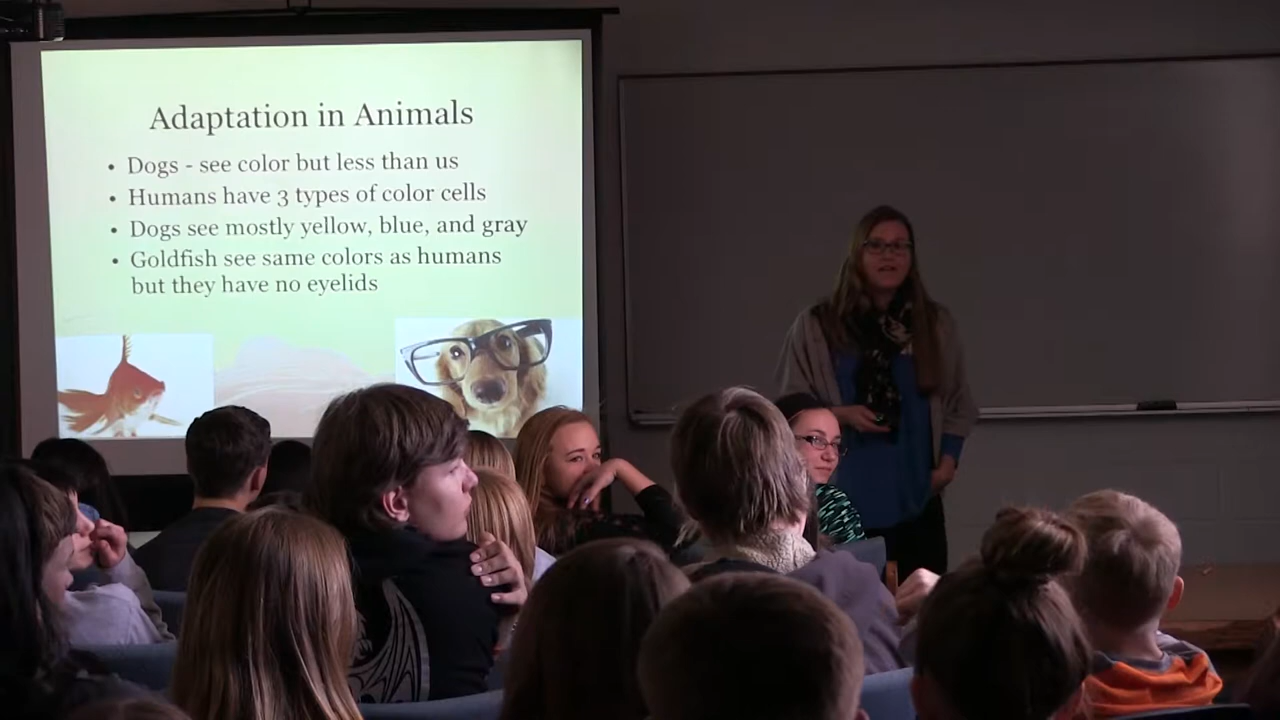 Adaptation in Animals
• Dogs - see color but less than us
• Humans have 3 types of color cells
• Dogs see mostly yellow, blue, and gray
• Goldfish see same colors as humans
but they have no eyelids